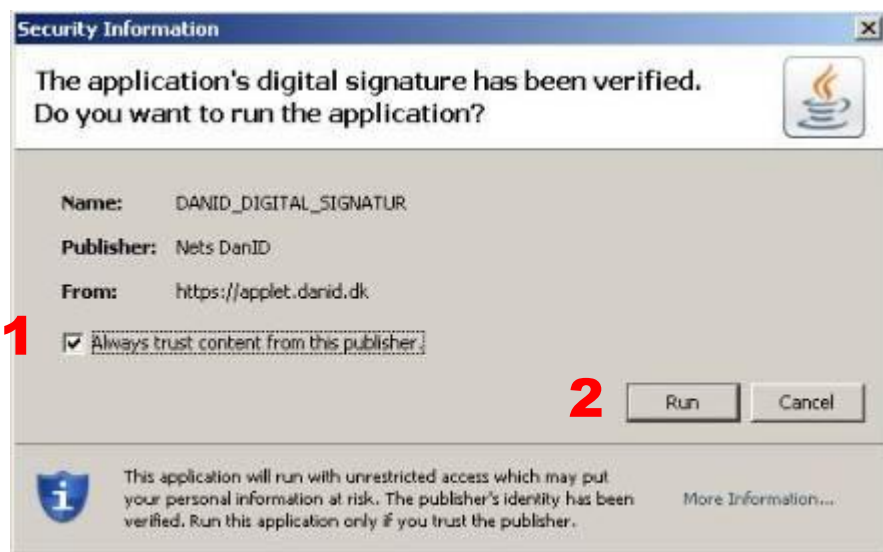 Security Information
The application's digital signature has been verified.
Do you want to run the application?
Name: DANID_DIGITAL_SIGNATUR
Publisher: Nets DanID
From: https://applet.danid.dk
1
Always trust content from this publisher.
2
Run Cancel
This application will run with unrestricted access which may put
your personal information at risk. The publisher's identity has been
verified. Run this application only if you trust the publisher.
More Information...